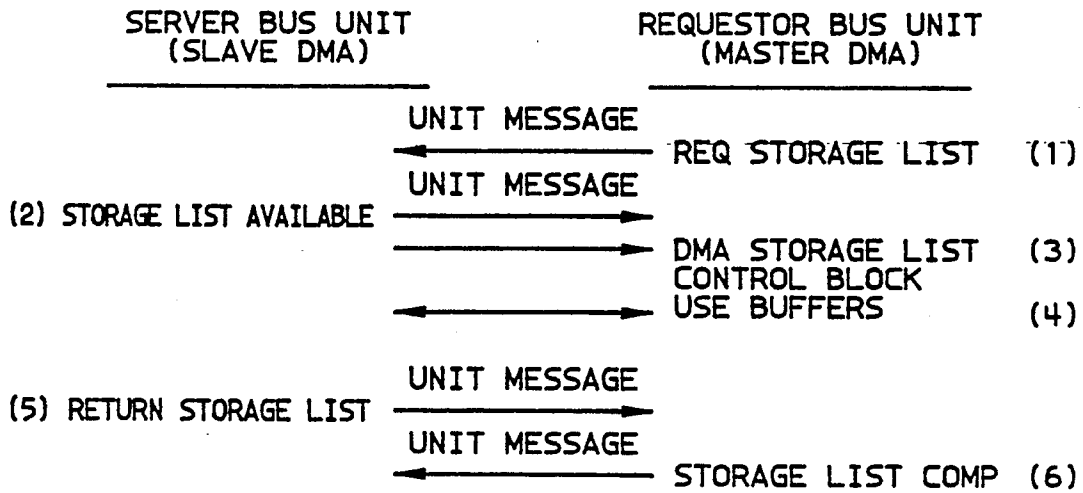 SERVER BUS UNIT
(SLAVE DMA)
REQUESTOR BUS UNIT
(MASTER DMA)
UNIT MESSAGE
REQ STORAGE LIST (1)
UNIT MESSAGE
(2) STORAGE LIST AVAILABLE
DMA STORAGE LIST (3)
CONTROL BLOCK
USE BUFFERS (4)
UNIT MESSAGE
(5) RETURN STORAGE LIST
UNIT MESSAGE
STORAGE LIST COMP (6)